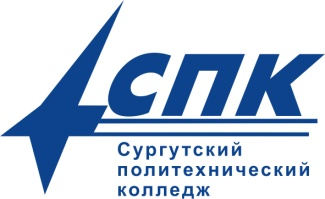 СПК
Сургутский
политехнический
колледж